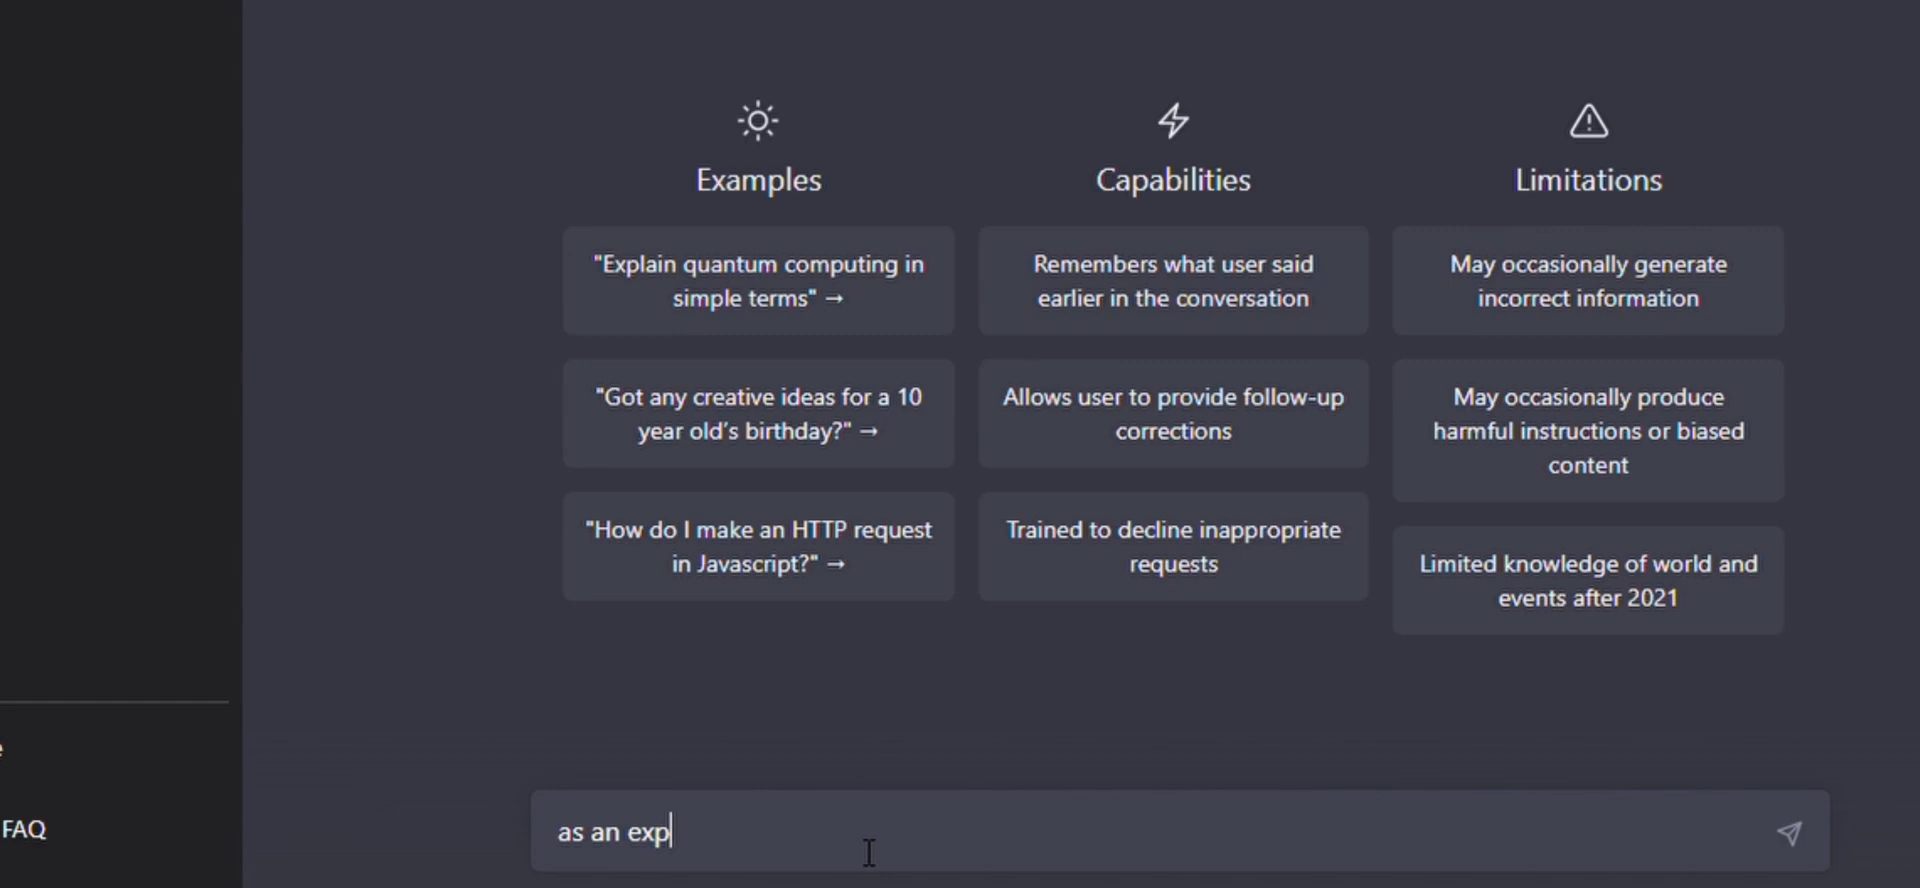 Examples
Capabilities
Limitations
"Explain quantum computing in
simple terms" →
Remembers what user said
earlier in the conversation
May occasionally generate
incorrect information
"Got any creative ideas for a 10
year old’s birthday?" →
Allows user to provide follow-up
corrections
May occasionally produce
harmful instructions or biased
content
"How do I make an HTTP request
in Javascript?" →
Trained to decline inappropriate
requests
Limited knowledge of world and
events after 2021
FAQ
as an exp